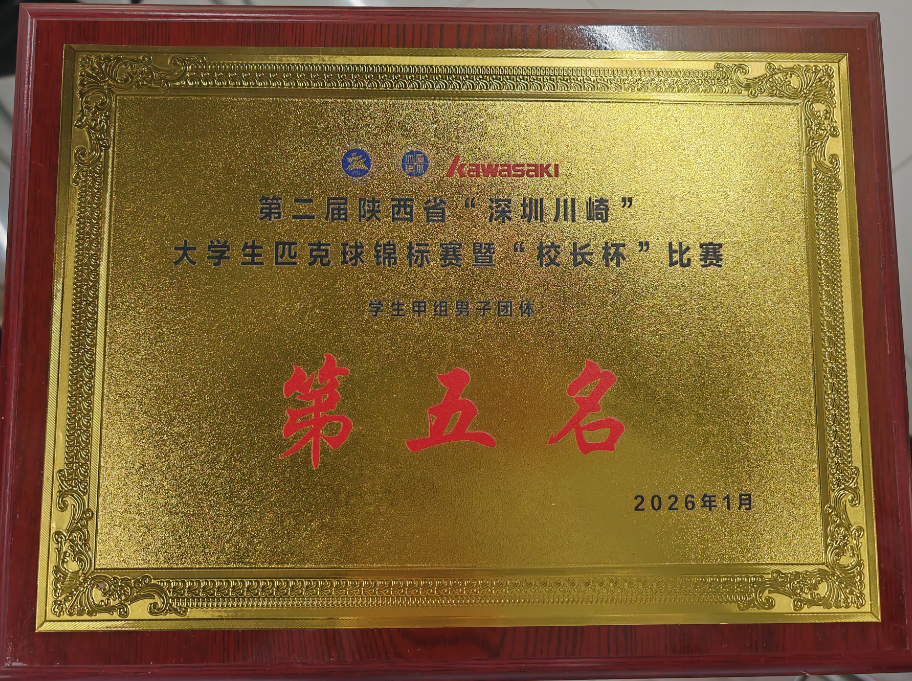 Kawasaki
第二届陕西省“深圳川崎”
大学生匹克球锦标赛暨“校长杯”比赛
学生甲组男子团体
第五名
2026年1月